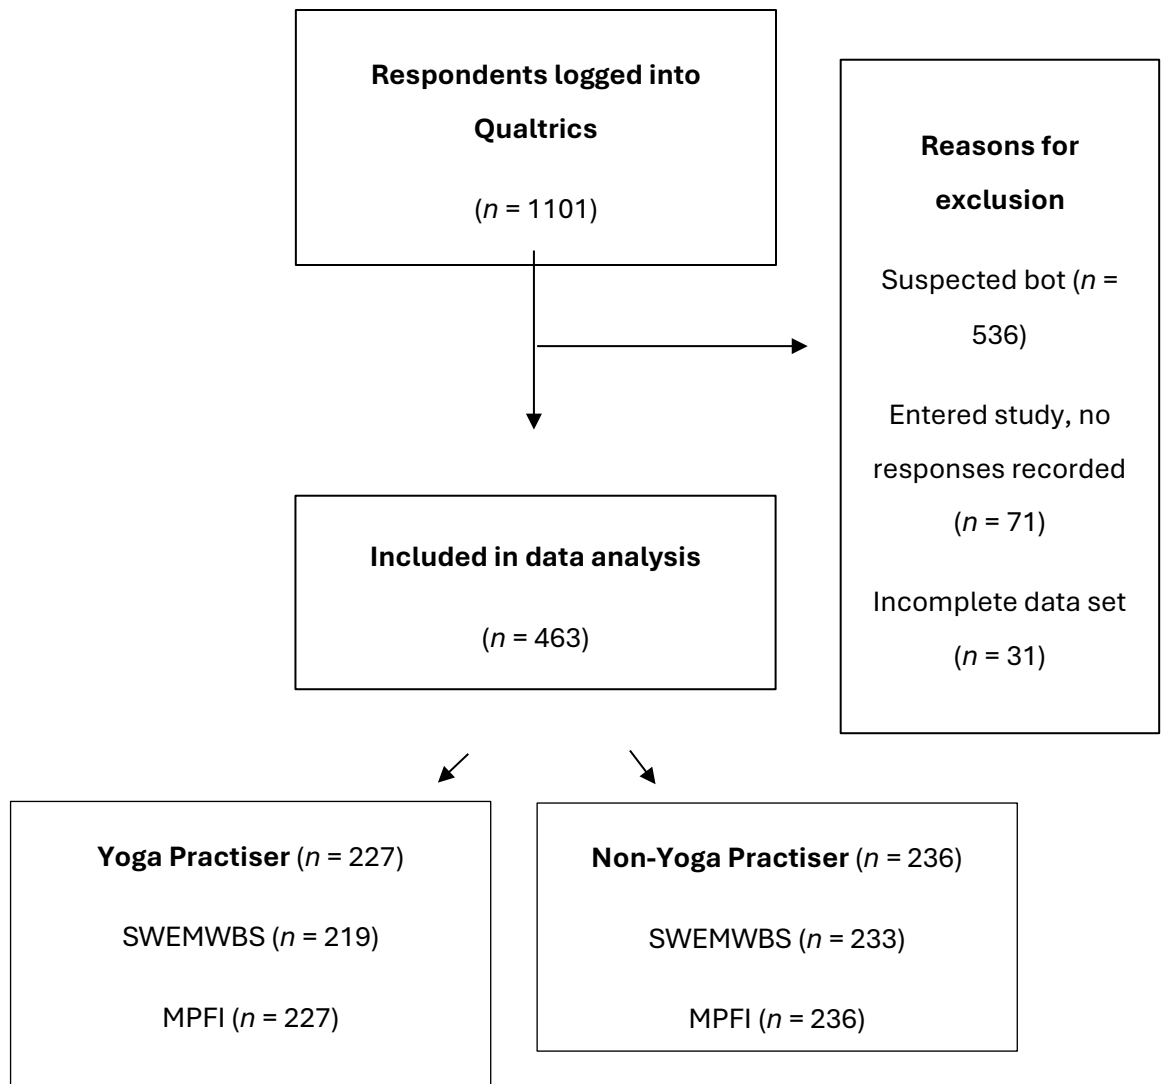 Respondents logged into
Qualtrics
(n = 1101)
Reasons for
exclusion
Suspected bot (n =
536)
Entered study, no
responses recorded
(n = 71)
Incomplete data set
(n = 31)
Included in data analysis
(n = 463)
Yoga Practiser (n = 227)
SWEMWBS (n = 219)
MPFI (n = 227)
Non-Yoga Practiser (n = 236)
SWEMWBS (n = 233)
MPFI (n = 236)